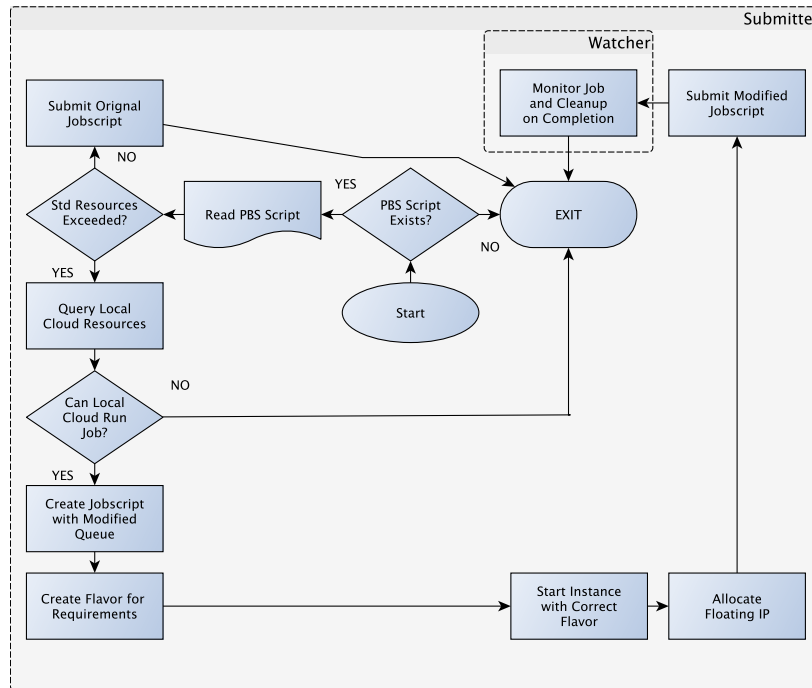 Submitte
Watcher
Submit Orignal
Jobscript
Monitor Job
and Cleanup
on Completion
Submit Modified
Jobscript
NO
YES
Std Resources
Exceeded?
Read PBS Script
PBS Script
Exists?
EXIT
NO
YES
Query Local
Cloud Resources
Start
NO
Can Local
Cloud Run
Job?
YES
Create Jobscript
with Modified
Queue
Create Flavor for
Requirements
Start Instance
with Correct
Flavor
Allocate
Floating IP